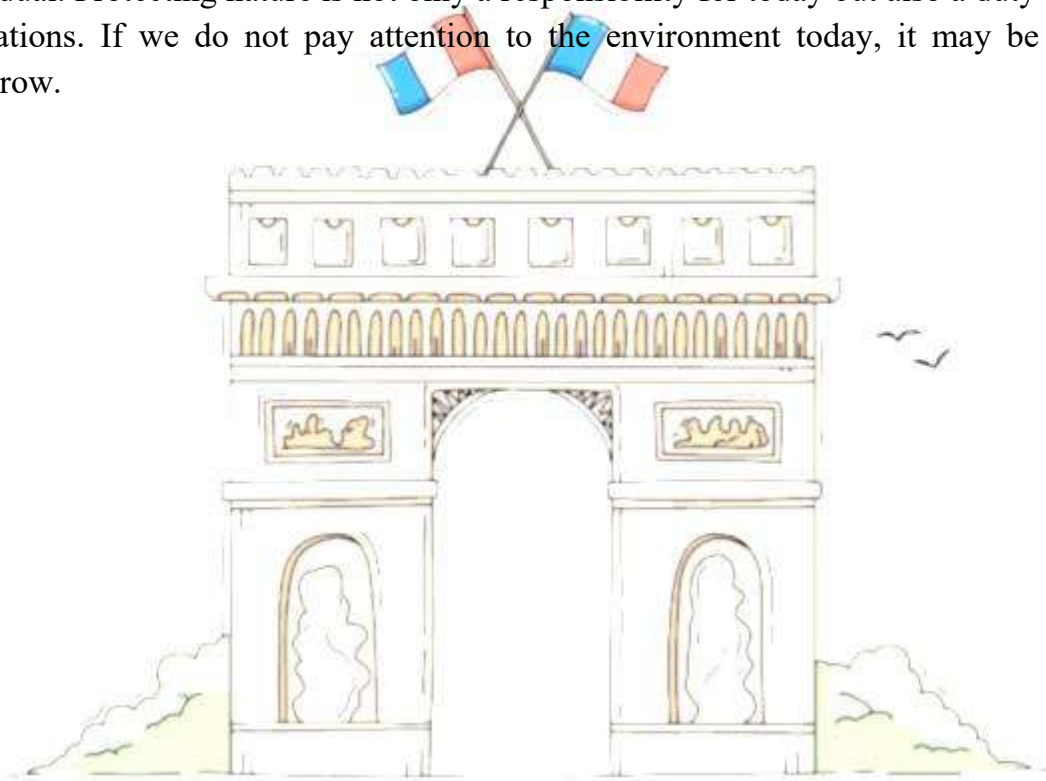 dual. Protecting nature is not only a responsibility for today but also a duty
ations. If we do not pay attention to the environment today, it may be
row.